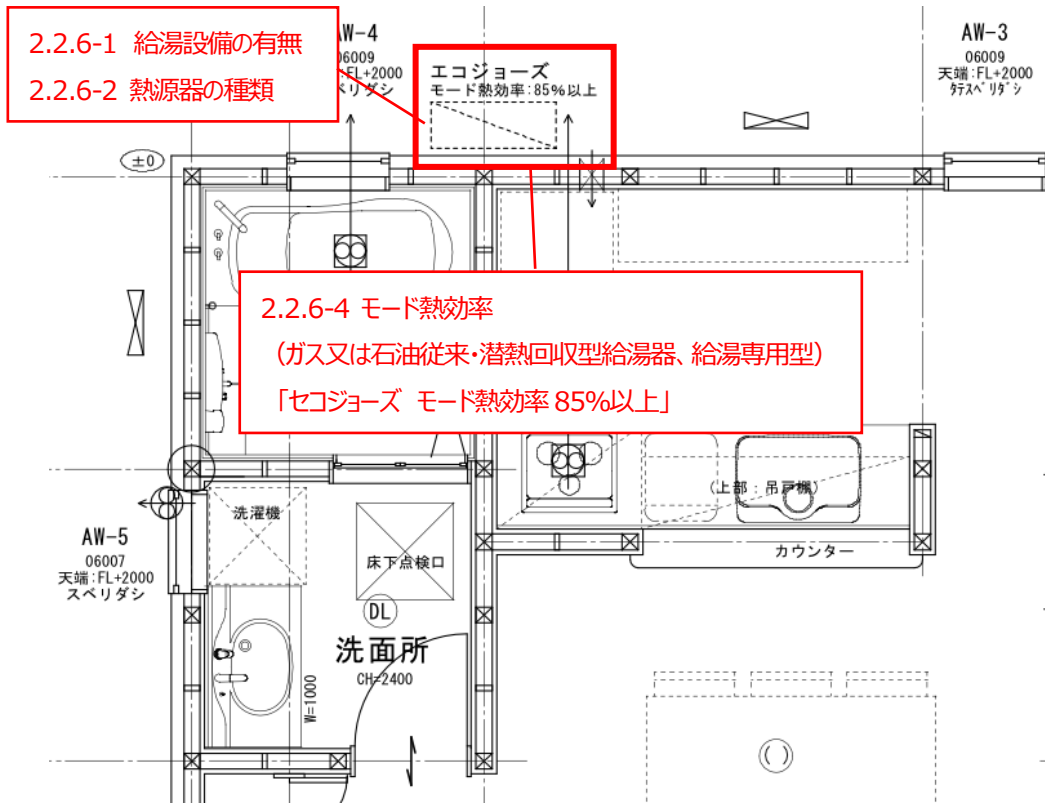 2.2.6-1 給湯設備の有無
2.2.6-2 熱源器の種類
W-4
06009
:FL+2000
ベリダシ
エコジョーズ
モード熱効率:85%以上
AW-3
06009
天端:FL+2000
タテスベリダシ
±0
2.2.6-4 モード熱効率
(ガス又は石油従来・潜熱回収型給湯器、給湯専用型)
「セコジョーズ モード熱効率 85%以上」
(上部:吊戸棚)
洗濯機
AW-5
06007
天端:FL+2000
スベリダシ
床下点検口
カウンター
DL
洗面所
CH=2400
W=1000